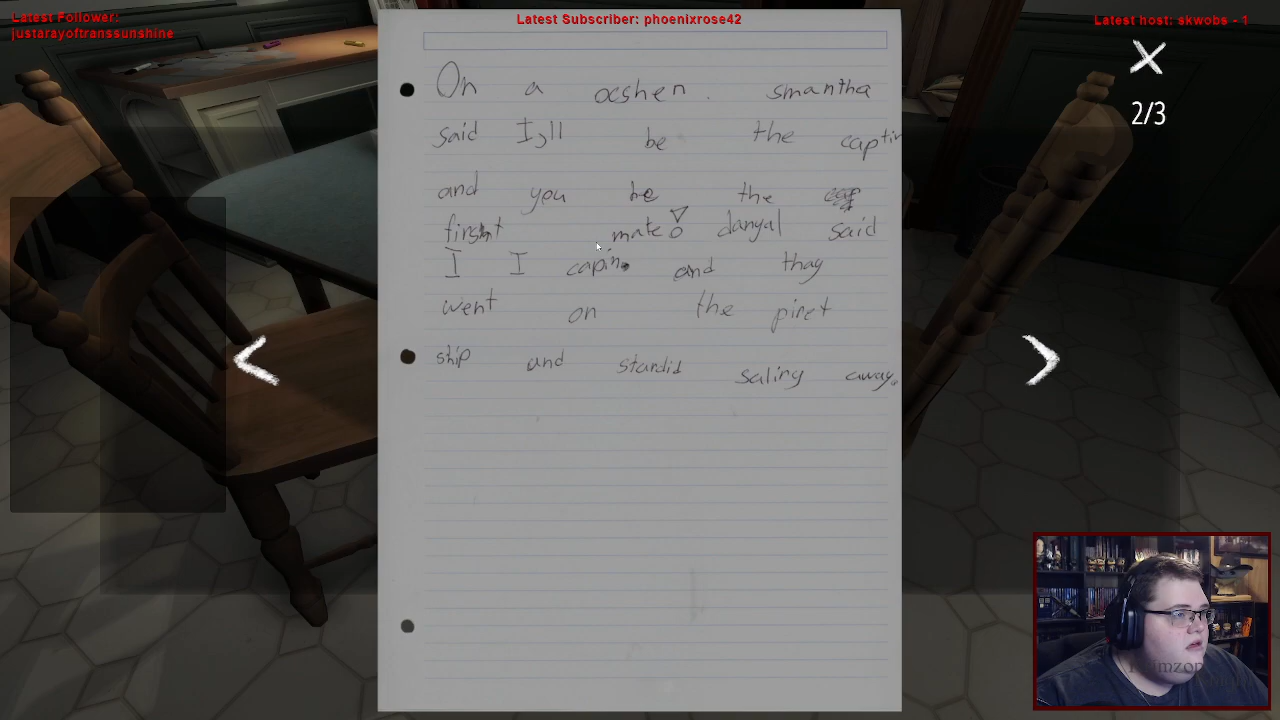 Latest Follower:
justarayoftranssunshine
Latest Subscriber: phoenixrose42
Latest host: skwobs - 1
2/3
On a ocshen. smantha
said I,ll be the captin
and you be the
first mate! danyal said
I I capin. and thay
went on the piret
ship and stardid saling away.